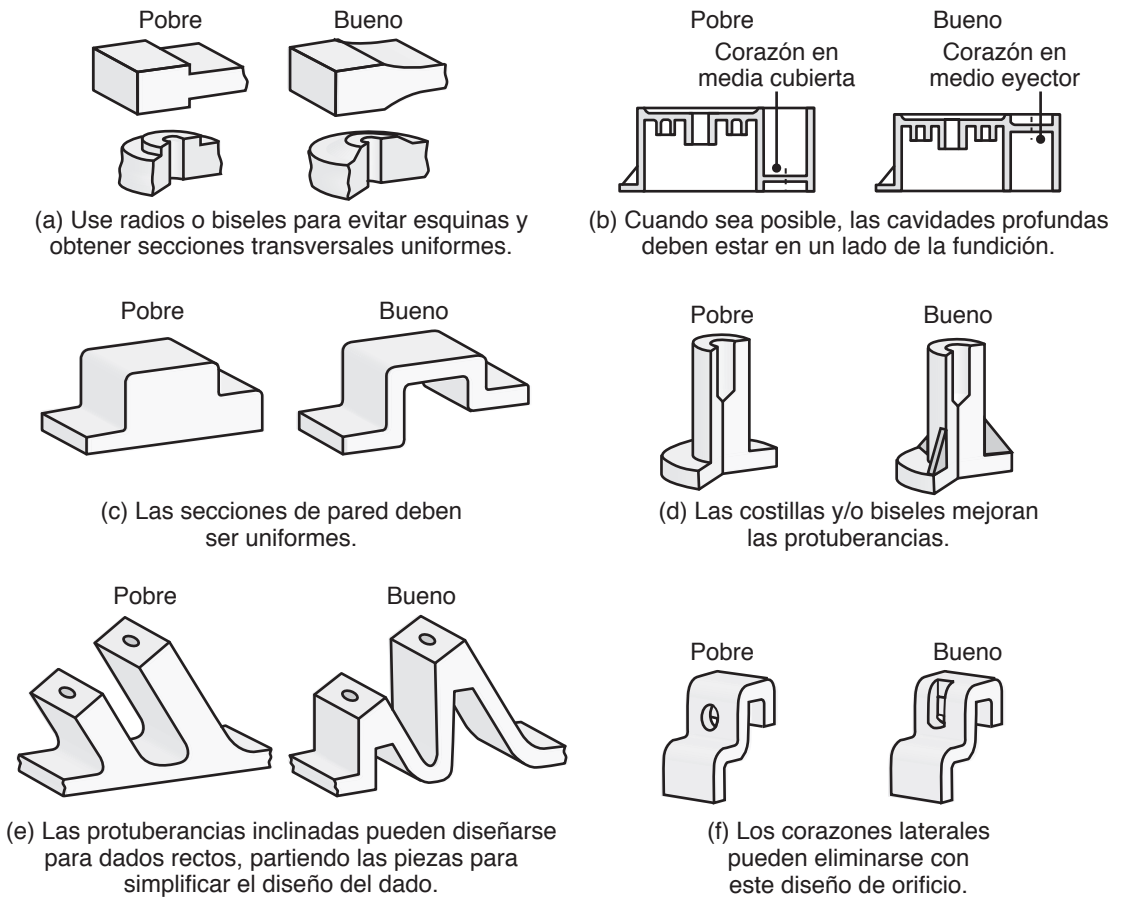 Pobre
Bueno
(a) Use radios o biseles para evitar esquinas y
obtener secciones transversales uniformes.
Pobre
Bueno
Corazón en
media cubierta
Corazón en
medio eyector
(b) Cuando sea posible, las cavidades profundas
deben estar en un lado de la fundición.
Pobre
Bueno
(c) Las secciones de pared deben
ser uniformes.
Pobre
Bueno
(d) Las costillas y/o biseles mejoran
las protuberancias.
Pobre
Bueno
(e) Las protuberancias inclinadas pueden diseñarse
para dados rectos, partiendo las piezas para
simplificar el diseño del dado.
Pobre
Bueno
(f) Los corazones laterales
pueden eliminarse con
este diseño de orificio.